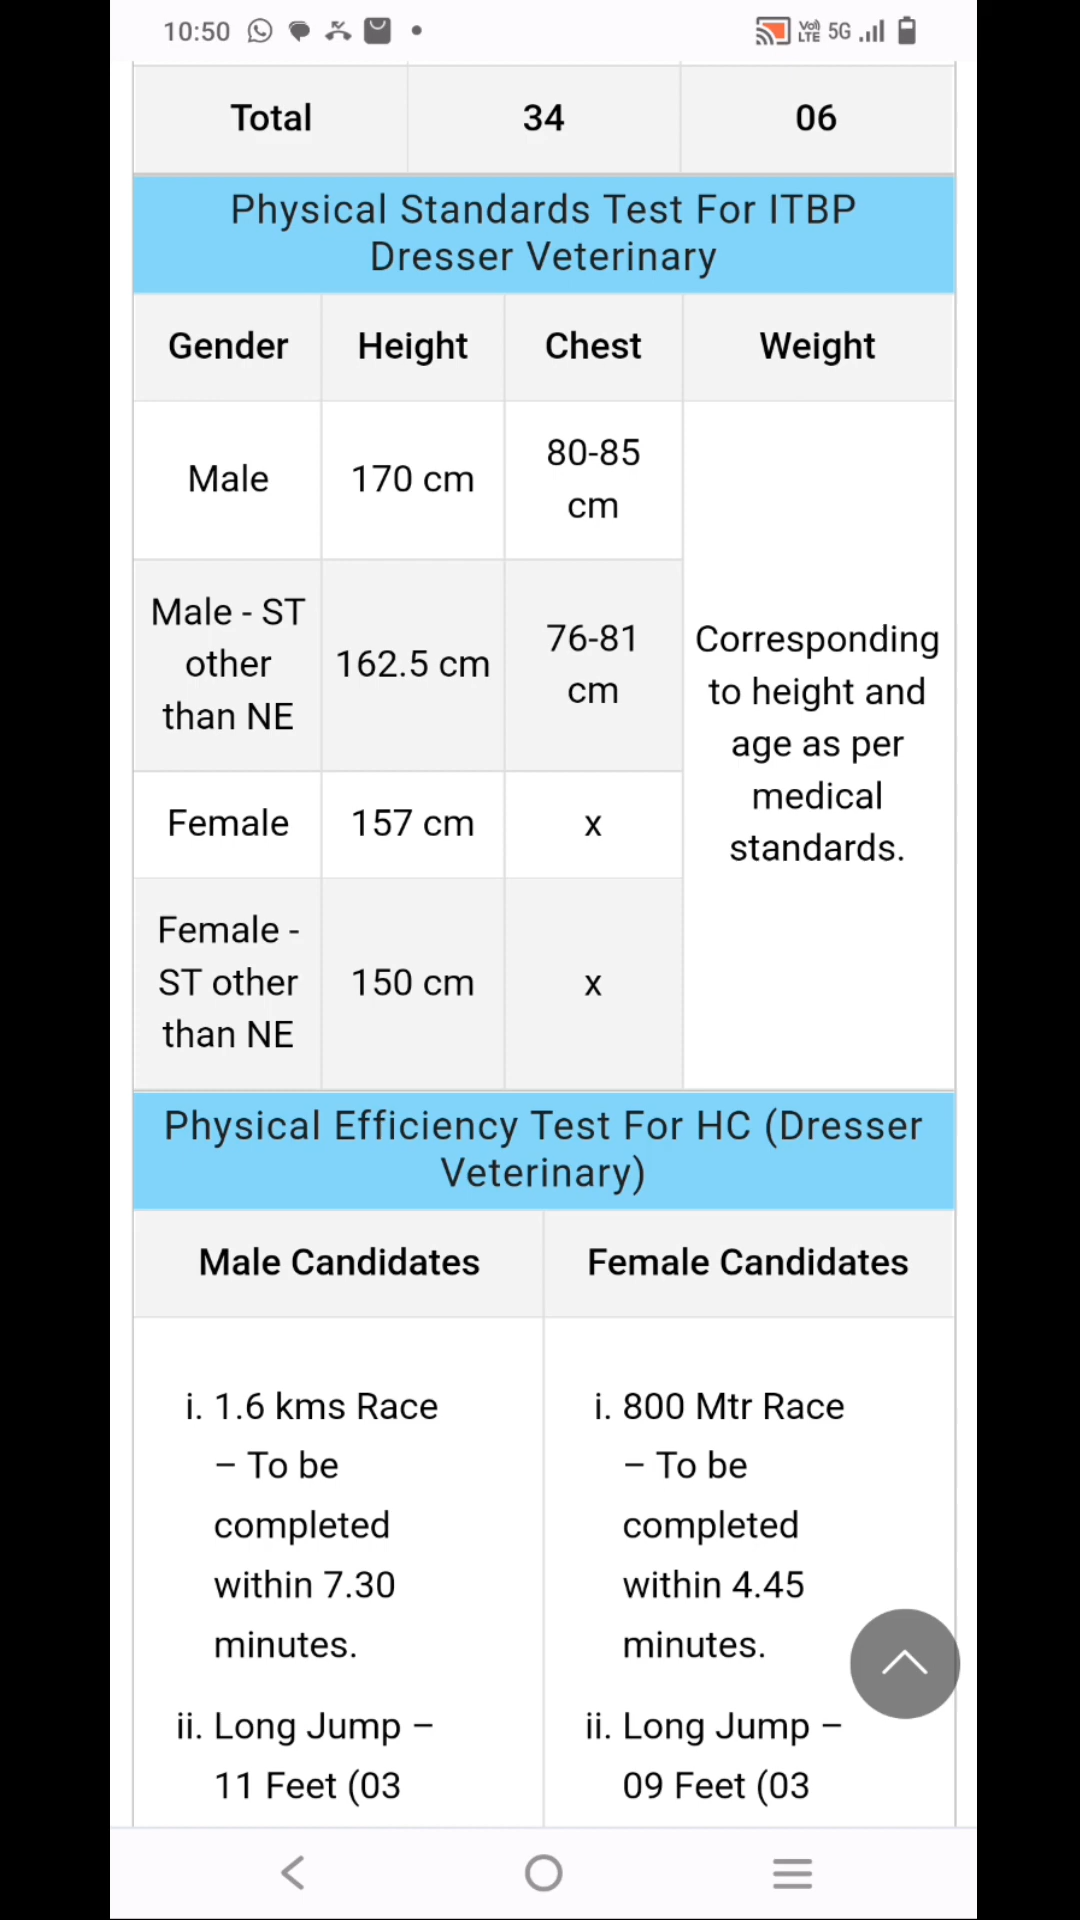 10:50
Vo)) LTE 5G
Total 34 06
Physical Standards Test For ITBP
Dresser Veterinary
Gender Height Chest Weight
Male 170 cm 80-85
cm
Male - ST
other
than NE
162.5 cm
76-81
cm
Female 157 cm x
Female -
ST other
than NE
150 cm
x
Corresponding
to height and
age as per
medical
standards.
Physical Efficiency Test For HC (Dresser
Veterinary)
Male Candidates Female Candidates
i. 1.6 kms Race
– To be
completed
within 7.30
minutes.
ii. Long Jump –
11 Feet (03
i. 800 Mtr Race
– To be
completed
within 4.45
minutes.
ii. Long Jump –
09 Feet (03